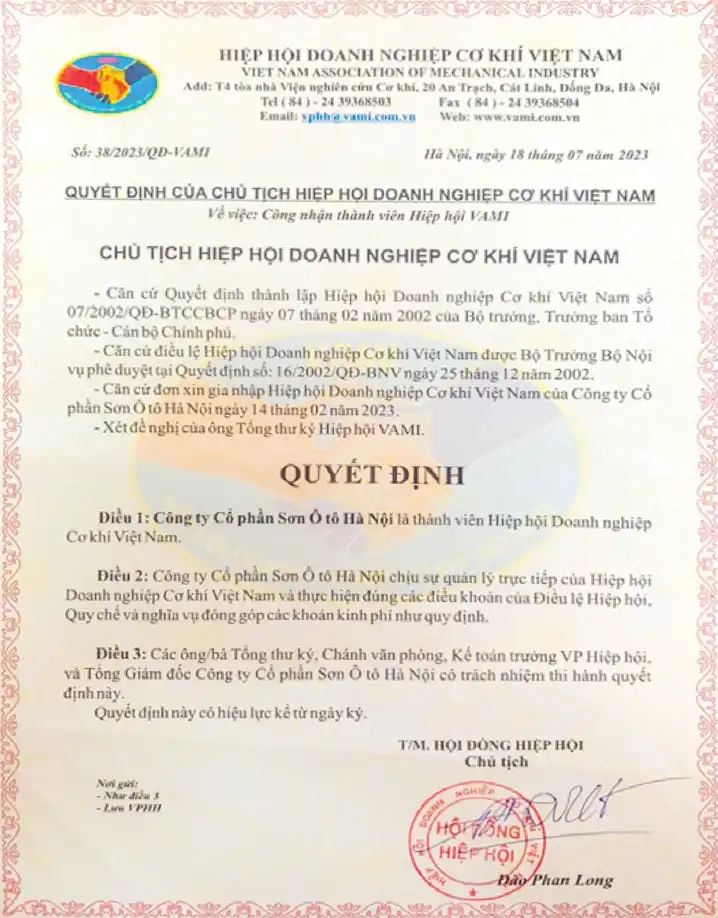 HIỆP HỘI DOANH NGHIỆP CƠ KHÍ VIỆT NAM
VIET NAM ASSOCIATION OF MECHANICAL INDUSTRY
Add: T4 tòa nhà Viện nghiên cứu Cơ khí, 20 An Trạch, Cát Linh, Đống Đa, Hà Nội
Tel ( 84 ) - 24 39368503 Fax ( 84 ) - 24 39368504
Email: vphh@vami.com.vn Web: www.vami.com.vn
Số: 38/2023/QĐ-VAMI Hà Nội, ngày 18 tháng 07 năm 2023
QUYẾT ĐỊNH CỦA CHỦ TỊCH HIỆP HỘI DOANH NGHIỆP CƠ KHÍ VIỆT NAM
Về việc: Công nhận thành viên Hiệp hội VAMI
CHỦ TỊCH HIỆP HỘI DOANH NGHIỆP CƠ KHÍ VIỆT NAM
- Căn cứ Quyết định thành lập Hiệp hội Doanh nghiệp Cơ khí Việt Nam số
07/2002/QĐ-BTCCBCP ngày 07 tháng 02 năm 2002 của Bộ trưởng, Trưởng ban Tổ
chức - Cán bộ Chính phủ.
- Căn cứ điều lệ Hiệp hội Doanh nghiệp Cơ khí Việt Nam được Bộ Trưởng Bộ Nội
vụ phê duyệt tại Quyết định số: 16/2002/QĐ-BNV ngày 25 tháng 12 năm 2002.
- Căn cứ đơn xin gia nhập Hiệp hội Doanh nghiệp Cơ khí Việt Nam của Công ty Cổ
phần Sơn Ô tô Hà Nội ngày 14 tháng 02 năm 2023.
- Xét đề nghị của ông Tổng thư ký Hiệp hội VAMI.
QUYẾT ĐỊNH
Điều 1: Công ty Cổ phần Sơn Ô tô Hà Nội là thành viên Hiệp hội Doanh nghiệp
Cơ khí Việt Nam.
Điều 2: Công ty Cổ phần Sơn Ô tô Hà Nội chịu sự quản lý trực tiếp của Hiệp hội
Doanh nghiệp Cơ khí Việt Nam và thực hiện đúng các điều khoản của Điều lệ Hiệp hội,
Quy chế và nghĩa vụ đóng góp các khoản kinh phí như quy định.
Điều 3: Các ông/bà Tổng thư ký, Chánh văn phòng, Kế toán trưởng VP Hiệp hội,
và Tổng Giám đốc Công ty Cổ phần Sơn Ô tô Hà Nội có trách nhiệm thi hành quyết
định này.
Quyết định này có hiệu lực kể từ ngày ký.
T/M. HỘI ĐỒNG HIỆP HỘI
Chủ tịch
Nơi gửi:
- Như điều 3
- Lưu VPHH
HIỆP HỘI DOANH NGHIỆP
HỘI ĐỒNG
HIỆP HỘI
Đào Phan Long